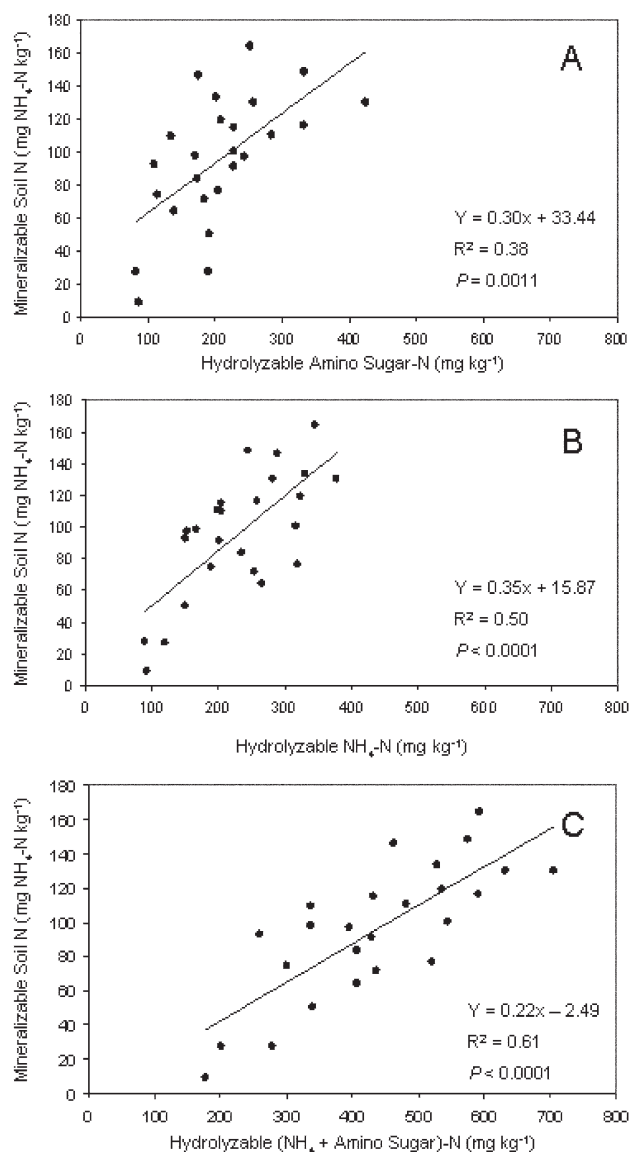 A
Mineralizable Soil N (mg NH₄-N kg⁻¹)
180
160
140
120
100
80
60
40
20
0
Y = 0.30x + 33.44
R² = 0.38
P = 0.0011
0 100 200 300 400 500 600 700 800
Hydrolyzable Amino Sugar-N (mg kg⁻¹)
B
Mineralizable Soil N (mg NH₄-N kg⁻¹)
180
160
140
120
100
80
60
40
20
0
Y = 0.35x + 15.87
R² = 0.50
P < 0.0001
0 100 200 300 400 500 600 700 800
Hydrolyzable NH₄-N (mg kg⁻¹)
C
Mineralizable Soil N (mg NH₄-N kg⁻¹)
180
160
140
120
100
80
60
40
20
0
Y = 0.22x – 2.49
R² = 0.61
P < 0.0001
0 100 200 300 400 500 600 700 800
Hydrolyzable (NH₄ + Amino Sugar)-N (mg kg⁻¹)